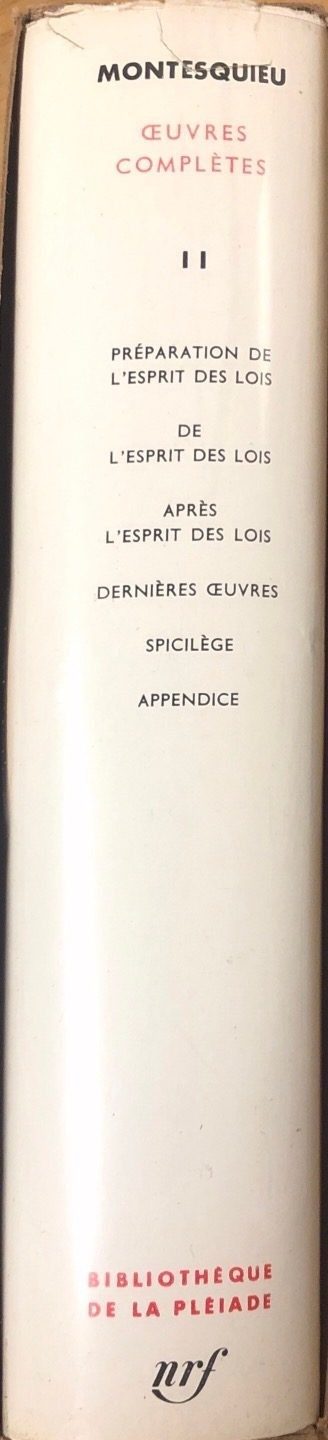 MONTESQUIEU
ŒUVRES
COMPLÈTES
II
PRÉPARATION DE
L'ESPRIT DES LOIS
DE
L'ESPRIT DES LOIS
APRÈS
L'ESPRIT DES LOIS
DERNIÈRES ŒUVRES
SPICILÈGE
APPENDICE
BIBLIOTHÈQUE
DE LA PLÉIADE
nrf